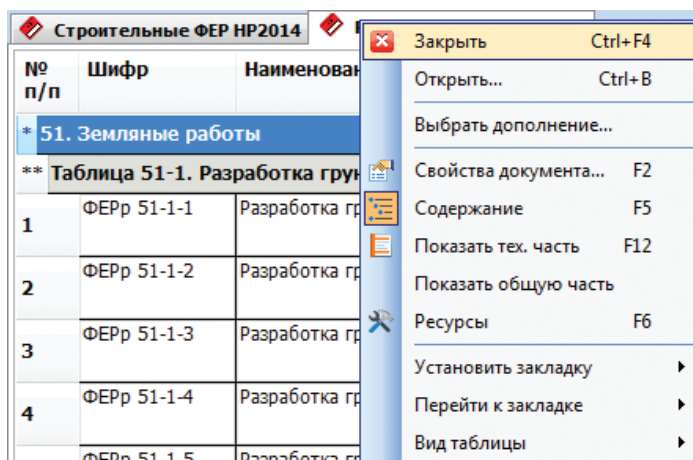 Строительные ФЕР НР2014
№ п/п Шифр Наименован
* 51. Земляные работы
** Таблица 51-1. Разработка грун
1 ФЕРр 51-1-1 Разработка гр
2 ФЕРр 51-1-2 Разработка гр
3 ФЕРр 51-1-3 Разработка гр
4 ФЕРр 51-1-4 Разработка гр
ФЕРр 51-1-5 Разработка гр
Закрыть Ctrl+F4
Открыть... Ctrl+B
Выбрать дополнение...
Свойства документа... F2
Содержание F5
Показать тех. часть F12
Показать общую часть
Ресурсы F6
Установить закладку
Перейти к закладке
Вид таблицы